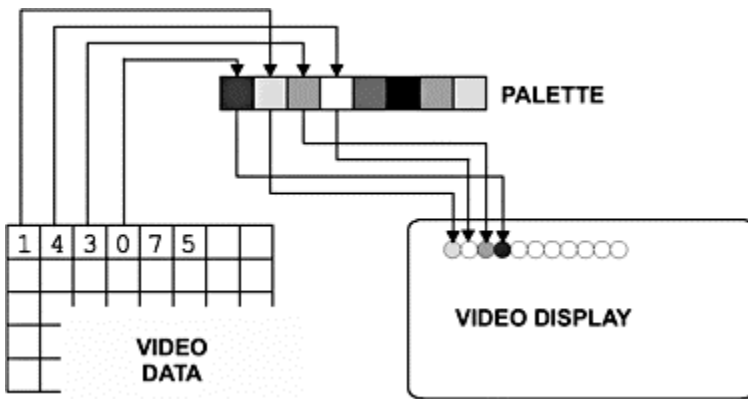 PALETTE
1 4 3 0 7 5
VIDEO DISPLAY
VIDEO
DATA